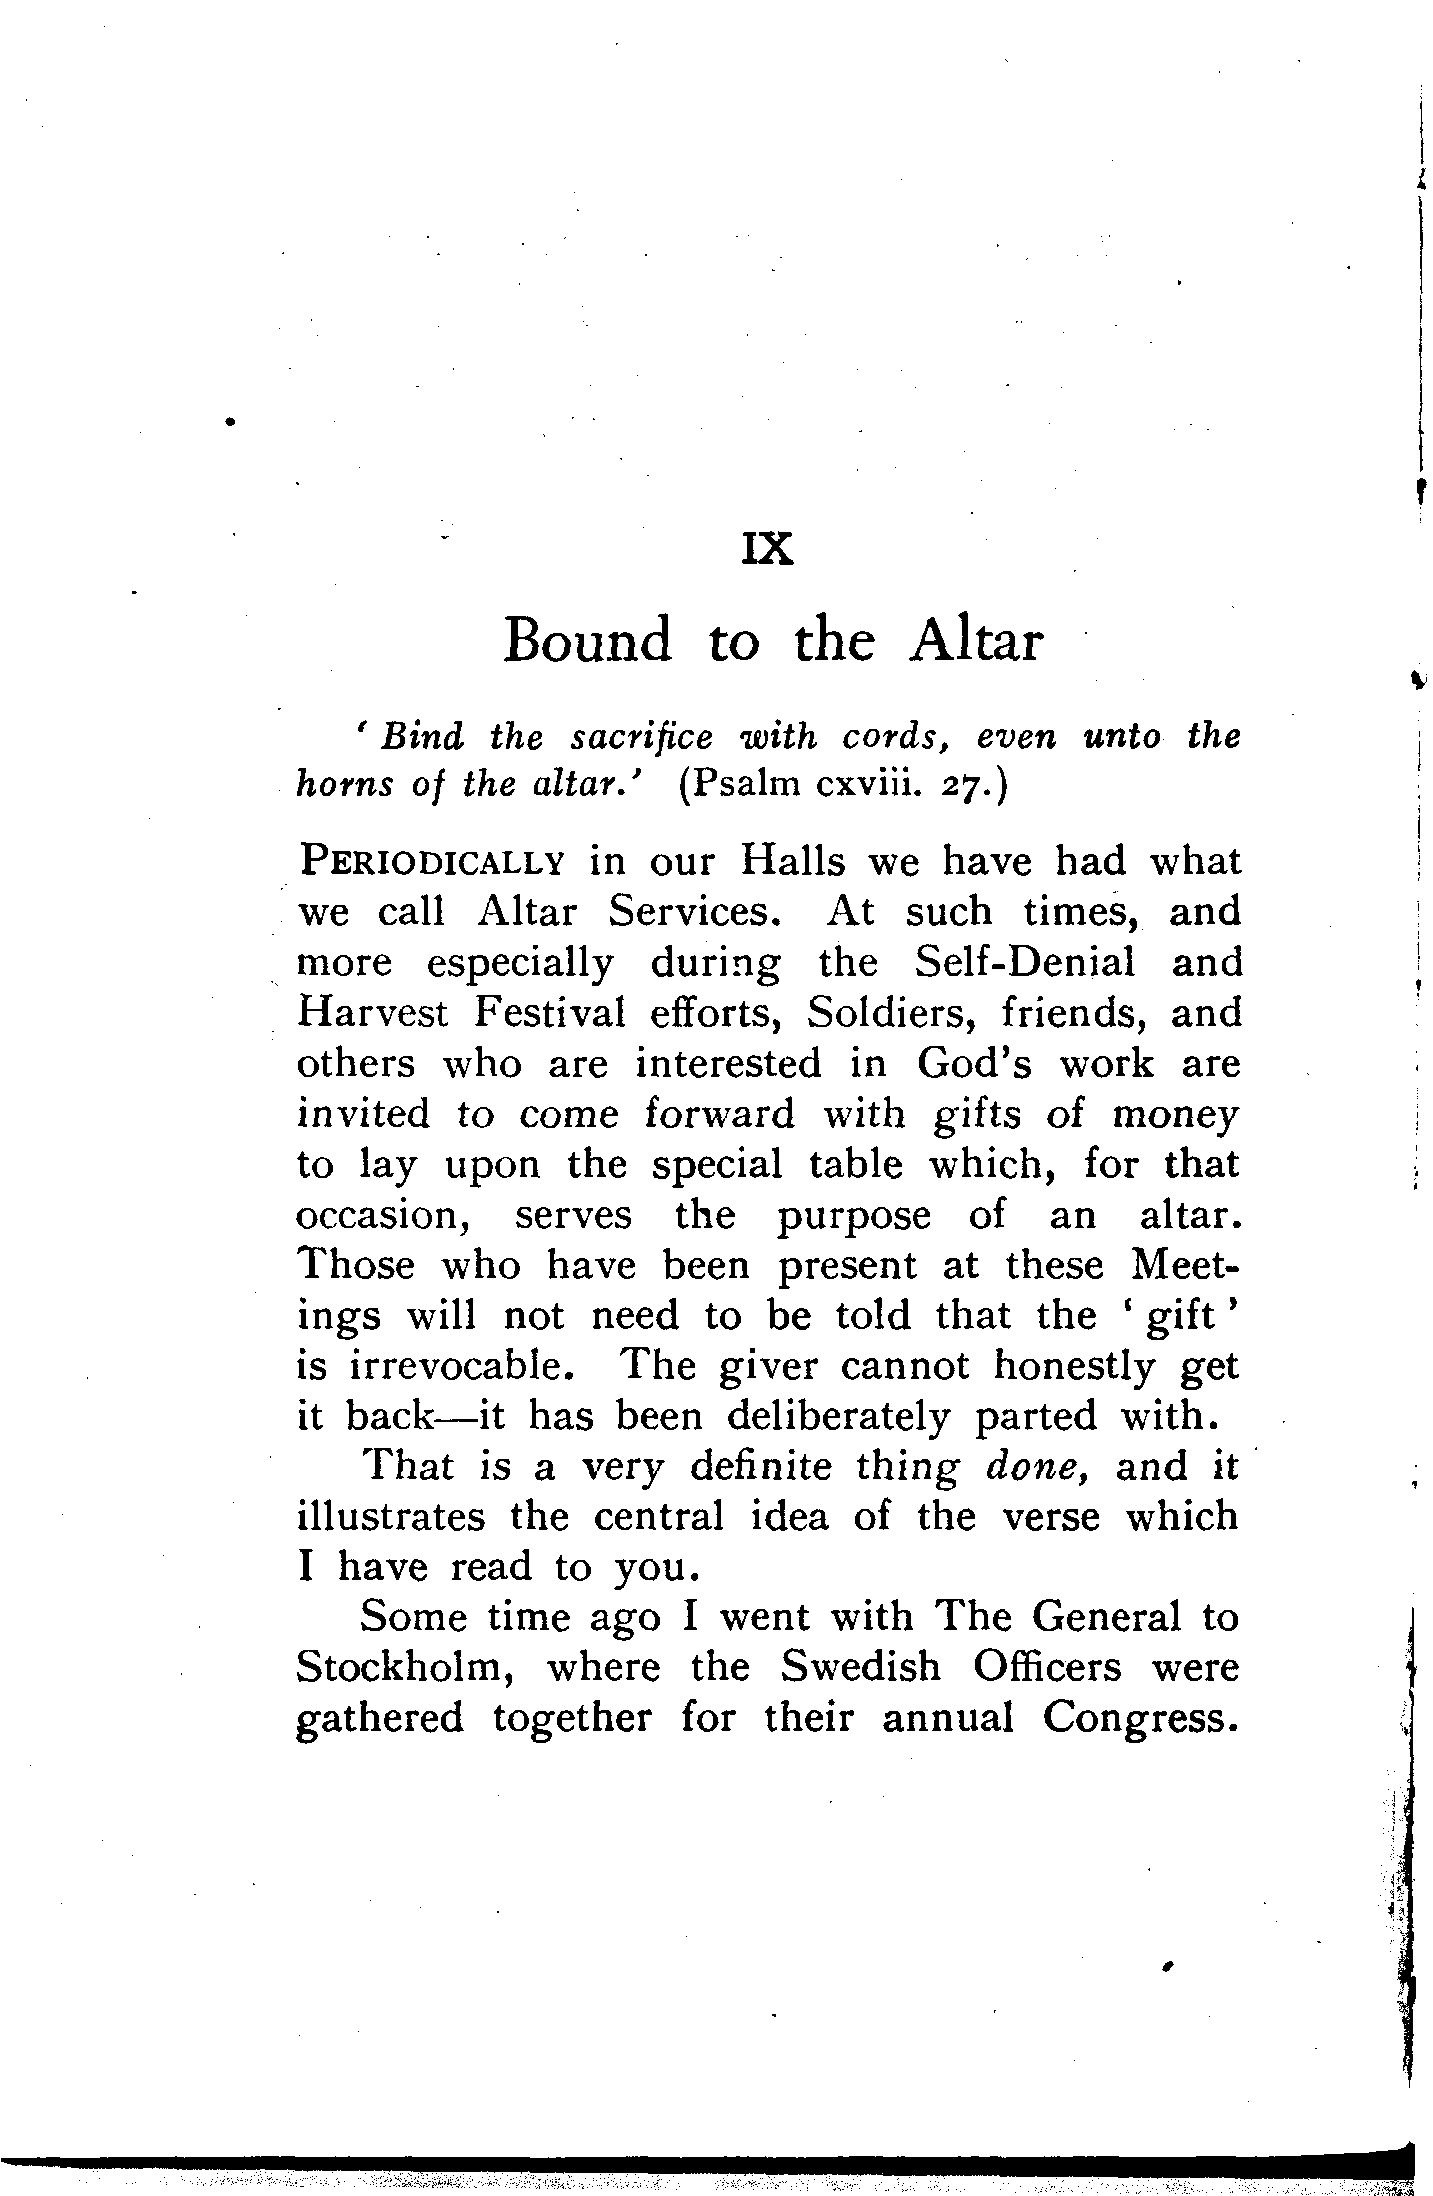 IX
Bound to the Altar
‘ Bind the sacrifice with cords, even unto the
horns of the altar.’ (Psalm cxviii. 27.)
PERIODICALLY in our Halls we have had what
we call Altar Services. At such times, and
more especially during the Self-Denial and
Harvest Festival efforts, Soldiers, friends, and
others who are interested in God’s work are
invited to come forward with gifts of money
to lay upon the special table which, for that
occasion, serves the purpose of an altar.
Those who have been present at these Meet-
ings will not need to be told that the ‘ gift ’
is irrevocable. The giver cannot honestly get
it back—it has been deliberately parted with.
That is a very definite thing done, and it
illustrates the central idea of the verse which
I have read to you.
Some time ago I went with The General to
Stockholm, where the Swedish Officers were
gathered together for their annual Congress.